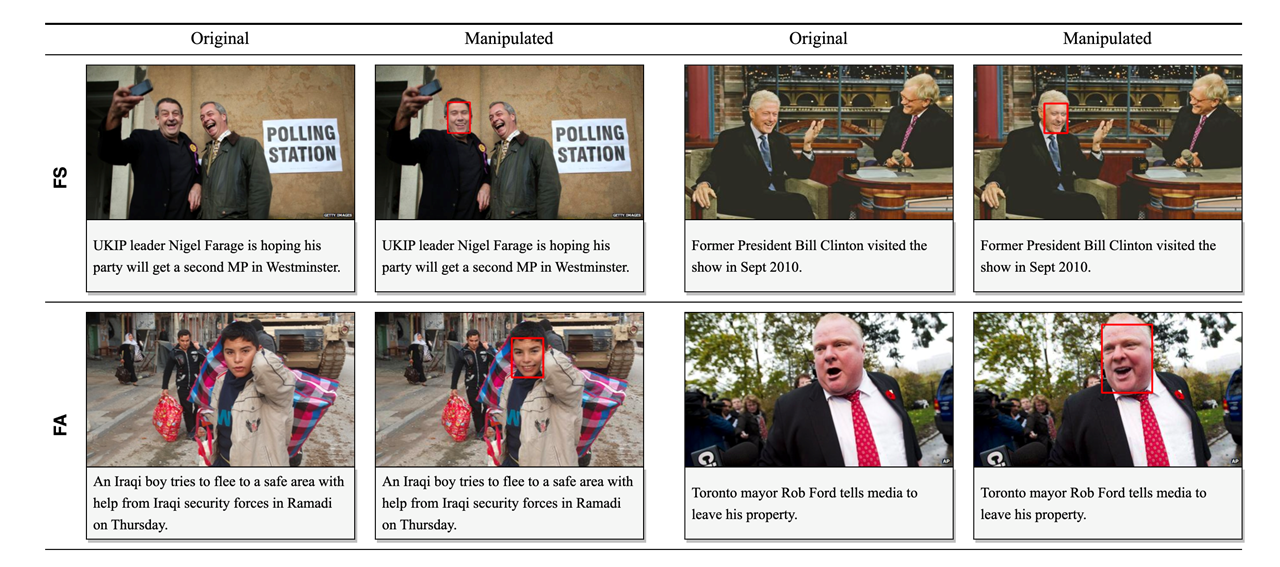 Original Manipulated Original Manipulated
FS
POLLING
STATION
GETTY IMAGES
POLLING
STATION
GETTY IMAGES
UKIP leader Nigel Farage is hoping his
party will get a second MP in Westminster.
UKIP leader Nigel Farage is hoping his
party will get a second MP in Westminster.
Former President Bill Clinton visited the
show in Sept 2010.
Former President Bill Clinton visited the
show in Sept 2010.
FA
AP
AP
An Iraqi boy tries to flee to a safe area with
help from Iraqi security forces in Ramadi
on Thursday.
An Iraqi boy tries to flee to a safe area with
help from Iraqi security forces in Ramadi
on Thursday.
Toronto mayor Rob Ford tells media to
leave his property.
Toronto mayor Rob Ford tells media to
leave his property.